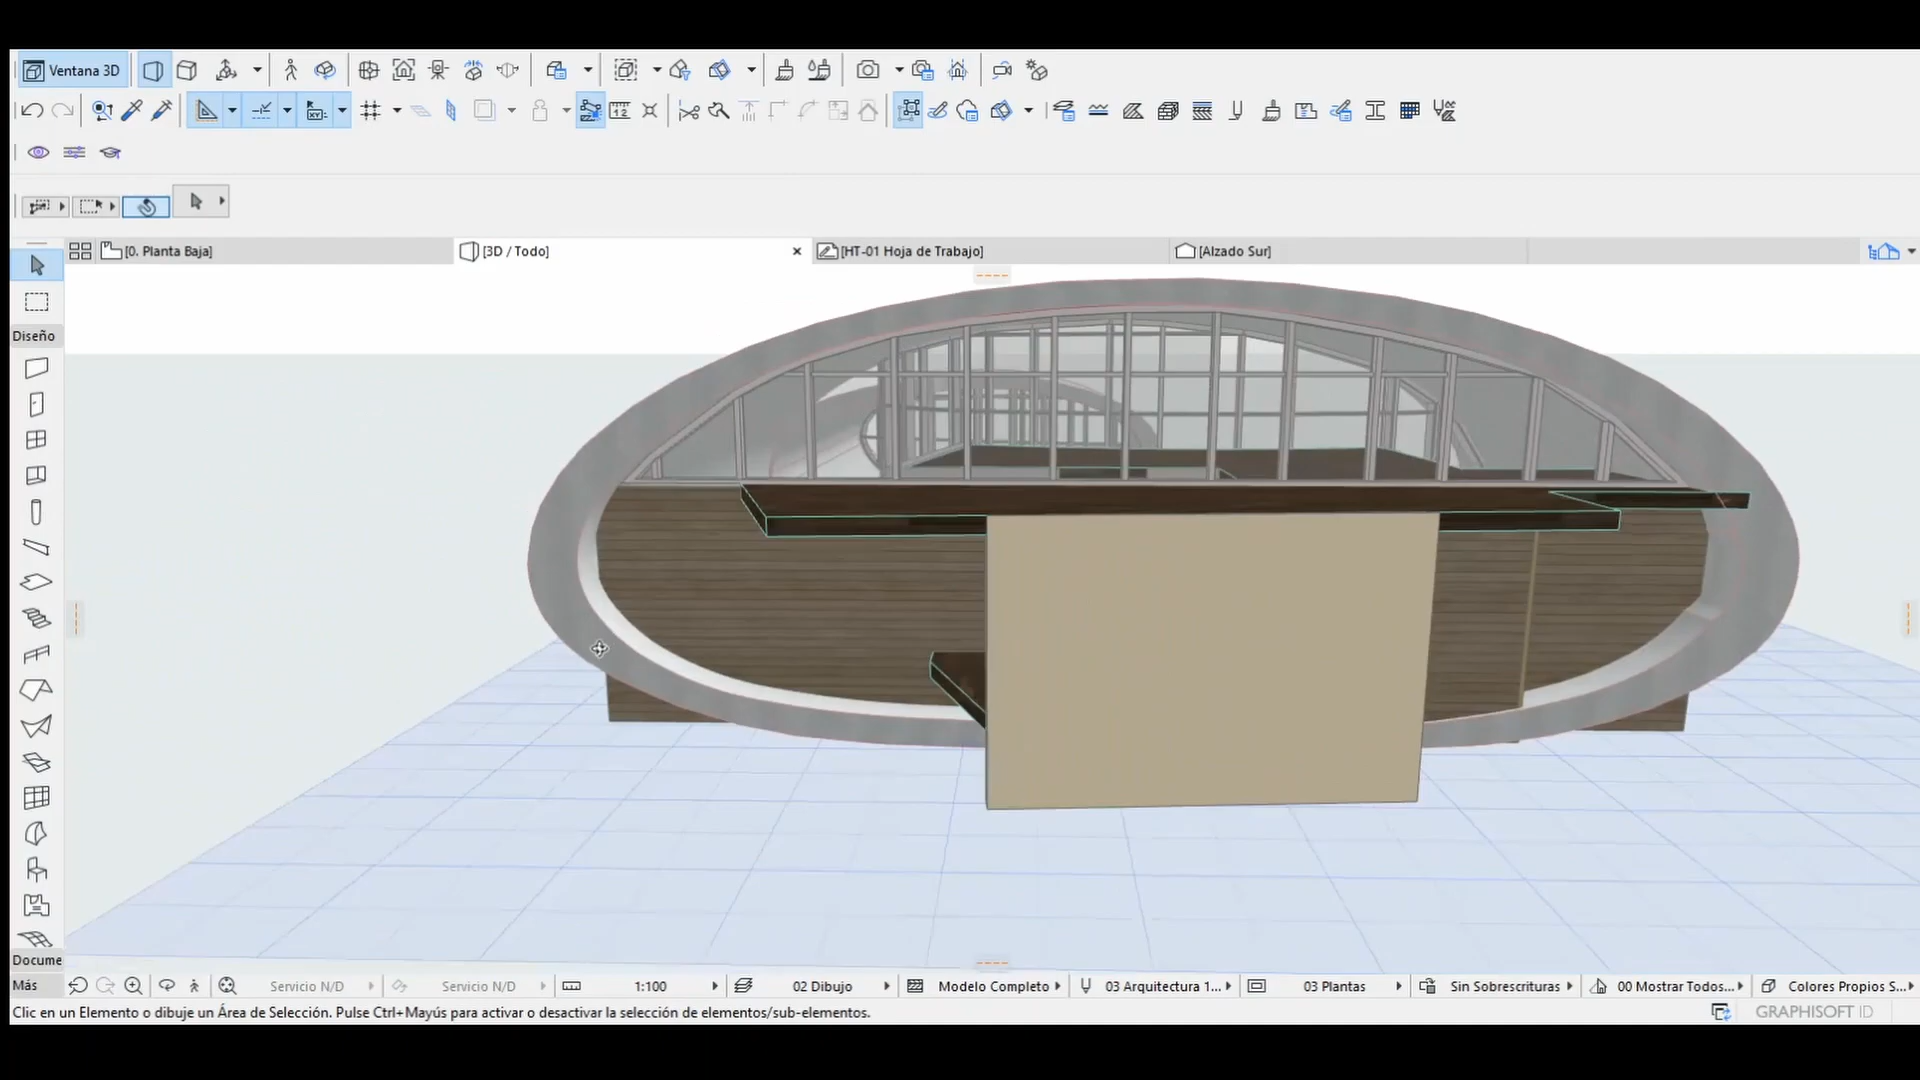 Ventana 3D
1 2
XYZ:
[0. Planta Baja]
[3D / Todo]
[HT-01 Hoja de Trabajo]
[Alzado Sur]
Diseño
Docume
Más
Servicio N/D
Servicio N/D
1:100
02 Dibujo
Modelo Completo
03 Arquitectura 1...
03 Plantas
Sin Sobrescrituras
00 Mostrar Todos...
Colores Propios S...
Clic en un Elemento o dibuje un Área de Selección. Pulse Ctrl+Mayús para activar o desactivar la selección de elementos/sub-elementos.
GRAPHISOFT ID